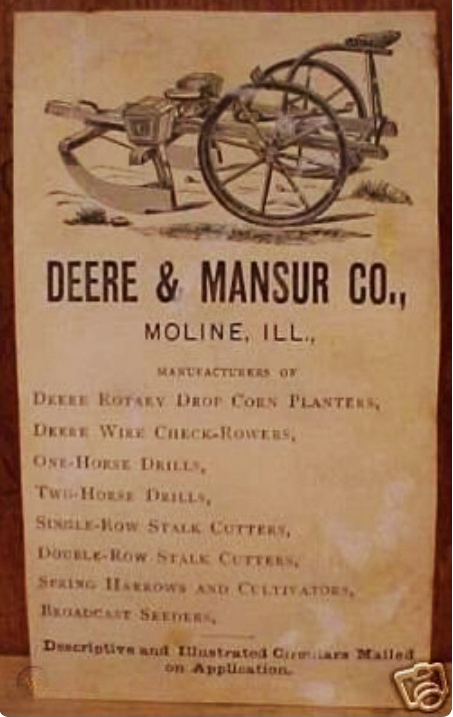 DEERE & MANSUR CO.,
MOLINE, ILL.,
MANUFACTURERS OF
DEERE ROTARY DROP CORN PLANTERS,
DEERE WIRE CHECK-ROWERS,
ONE-HORSE DRILLS,
TWO-HORSE DRILLS,
SINGLE-ROW STALK CUTTERS,
DOUBLE-ROW STALK CUTTERS,
SPRING HARROWS AND CULTIVATORS,
BROADCAST SEEDERS,
Descriptive and Illustrated Circulars Mailed
on Application.